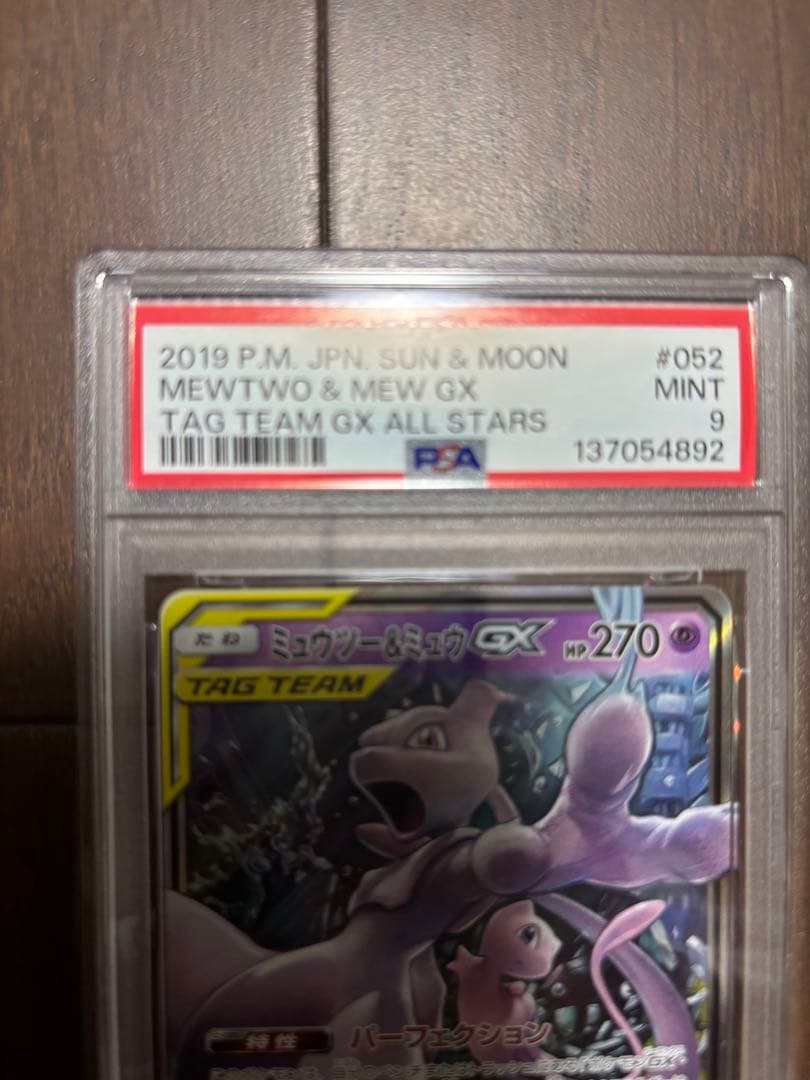 2019 P.M. JPN. SUN & MOON #052
MEWTWO & MEW GX MINT
TAG TEAM GX ALL STARS 9
PSA 137054892
たね ミュウツー&ミュウGX HP 270
TAG TEAM
特性 パーフェクション